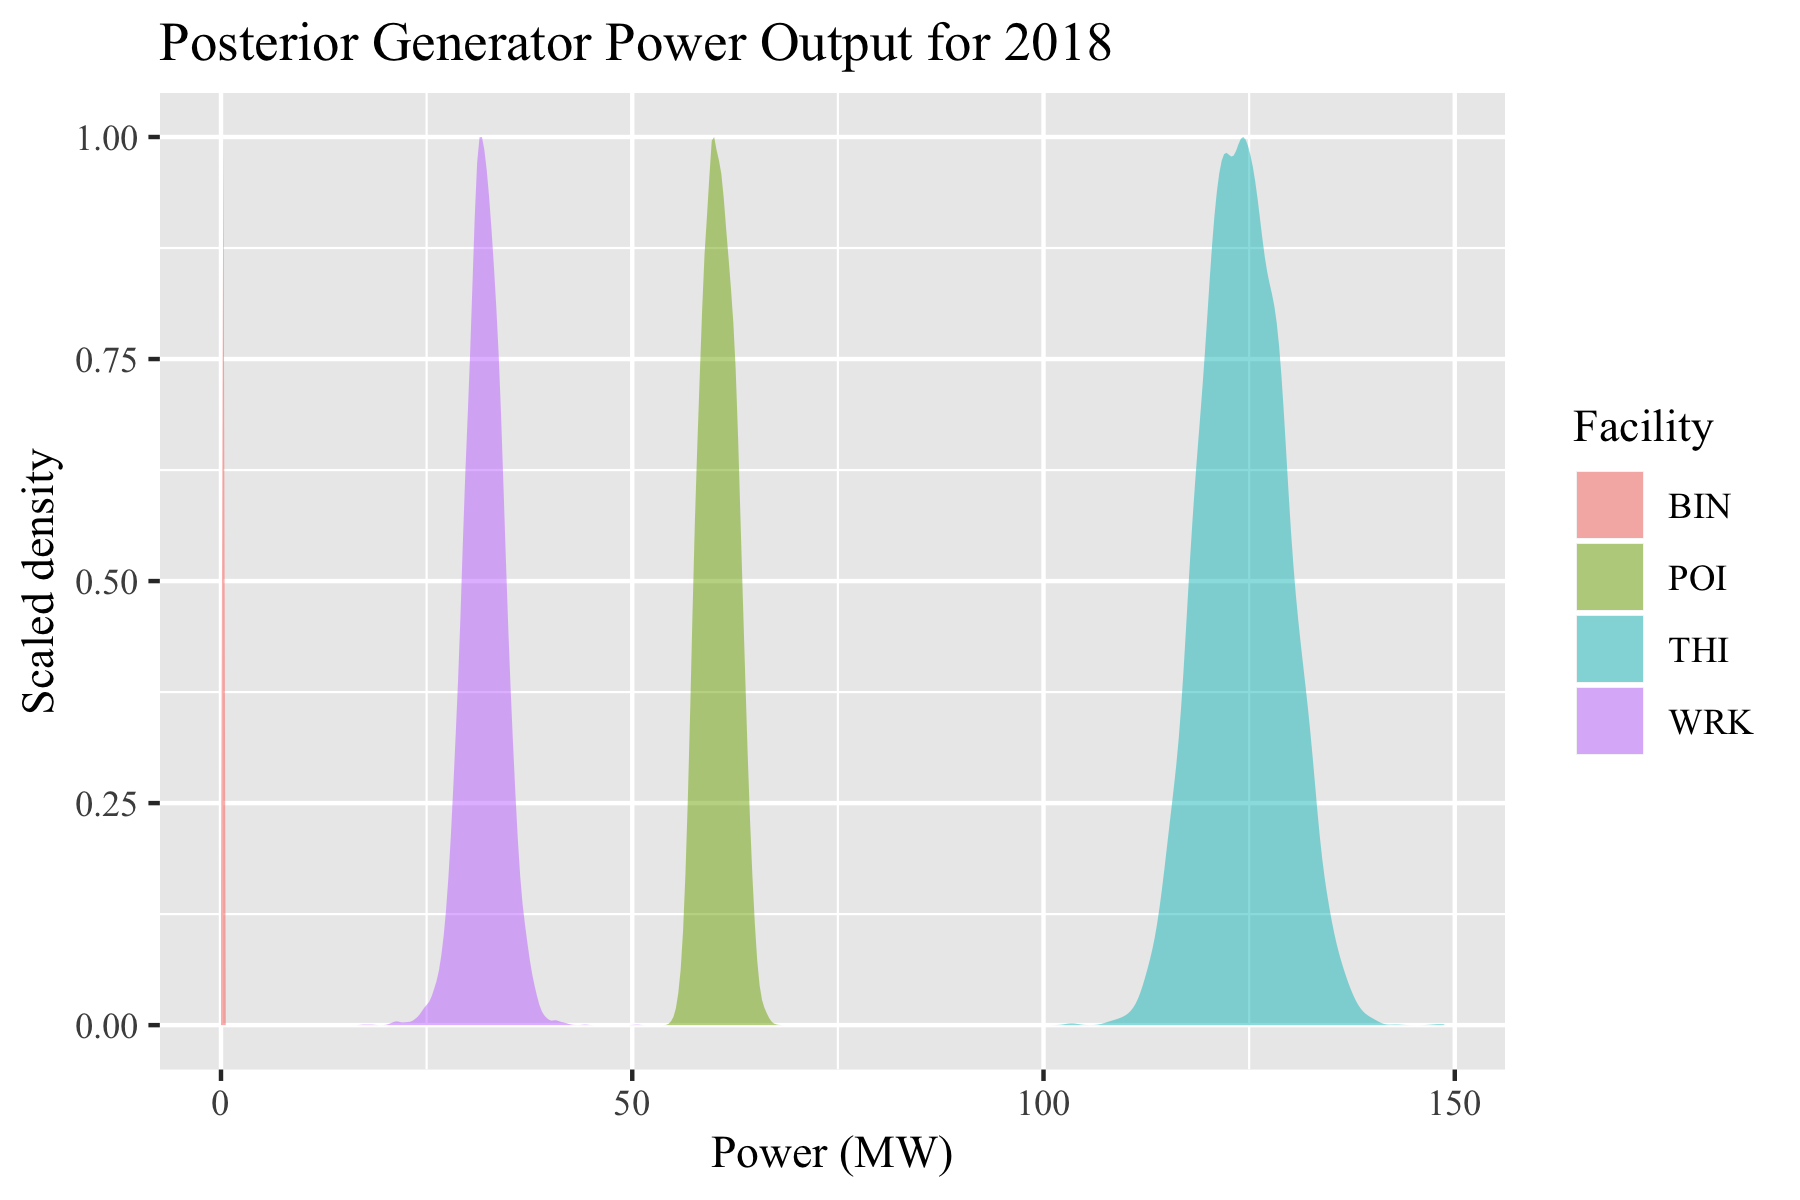 Posterior Generator Power Output for 2018
Scaled density
1.00
0.75
0.50
0.25
0.00
0
50
100
150
Power (MW)
Facility
BIN
POI
THI
WRK